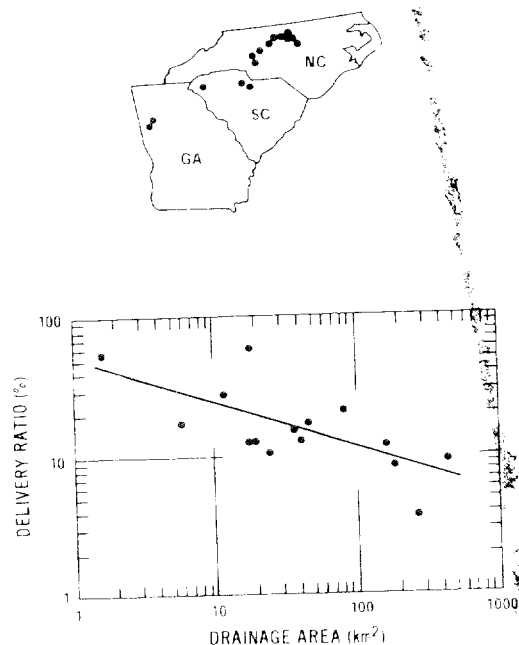 NC
SC
GA
DELIVERY RATIO (%)
100
10
1
1
10
100
1000
DRAINAGE AREA (km²)